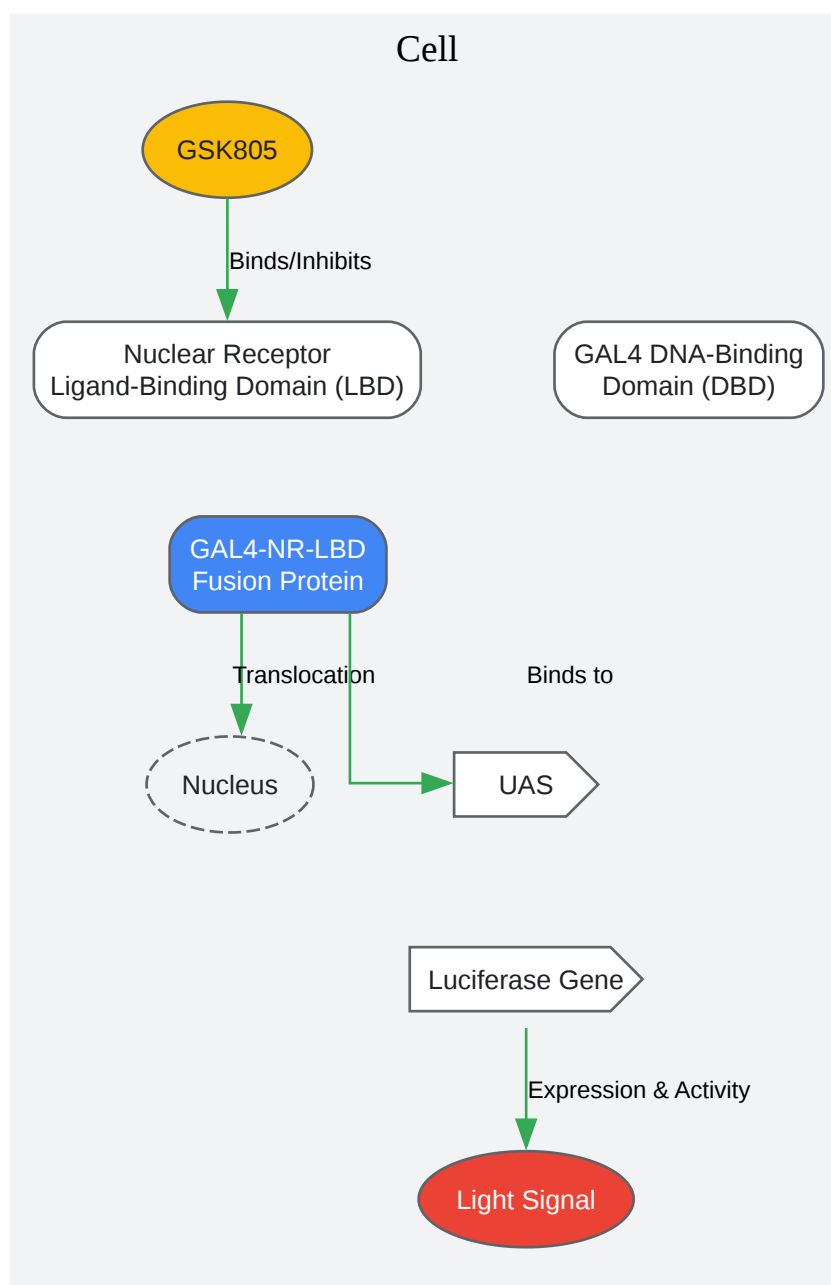 Cell
GSK805
Binds/Inhibits
Nuclear Receptor
Ligand-Binding Domain (LBD)
GAL4 DNA-Binding
Domain (DBD)
GAL4-NR-LBD
Fusion Protein
Translocation
Binds to
Nucleus
UAS
Luciferase Gene
Expression & Activity
Light Signal